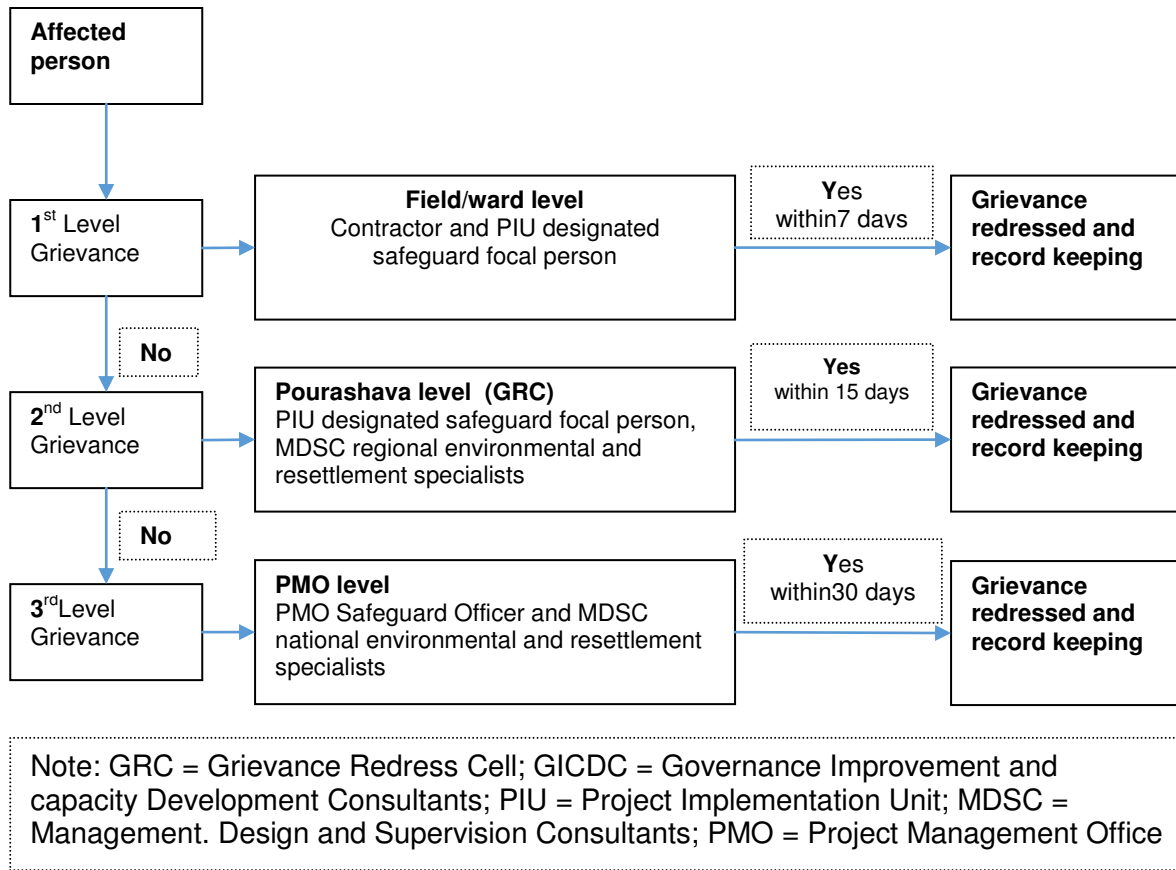 Affected
person
1st Level
Grievance
Field/ward level
Contractor and PIU designated
safeguard focal person
Yes
within7 days
Grievance
redressed and
record keeping
No
2nd Level
Grievance
Pourashava level (GRC)
PIU designated safeguard focal person,
MDSC regional environmental and
resettlement specialists
Yes
within 15 days
Grievance
redressed and
record keeping
No
3rdLevel
Grievance
PMO level
PMO Safeguard Officer and MDSC
national environmental and resettlement
specialists
Yes
within30 days
Grievance
redressed and
record keeping
Note: GRC = Grievance Redress Cell; GICDC = Governance Improvement and
capacity Development Consultants; PIU = Project Implementation Unit; MDSC =
Management. Design and Supervision Consultants; PMO = Project Management Office